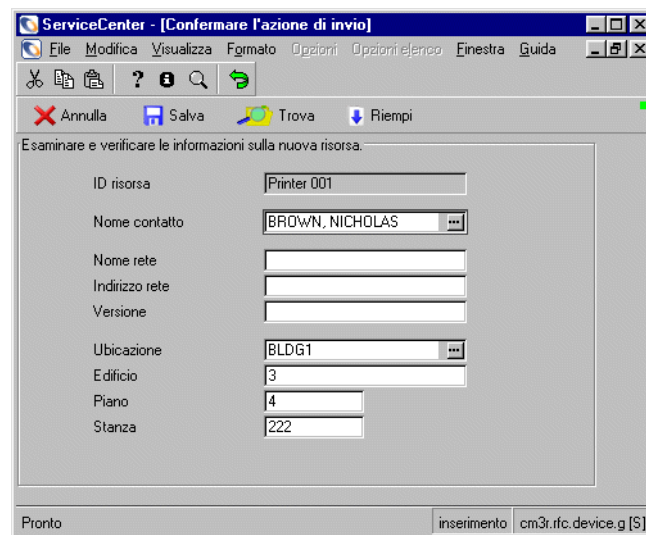 ServiceCenter - [Confermare l'azione di invio]
File Modifica Visualizza Formato Opzioni Opzioni elenco Finestra Guida
Annulla Salva Trova Riempi
Esaminare e verificare le informazioni sulla nuova risorsa.
ID risorsa Printer 001
Nome contatto BROWN, NICHOLAS
Nome rete
Indirizzo rete
Versione
Ubicazione BLDG1
Edificio 3
Piano 4
Stanza 222
Pronto inserimento cm3r.rfc.device.g [S]